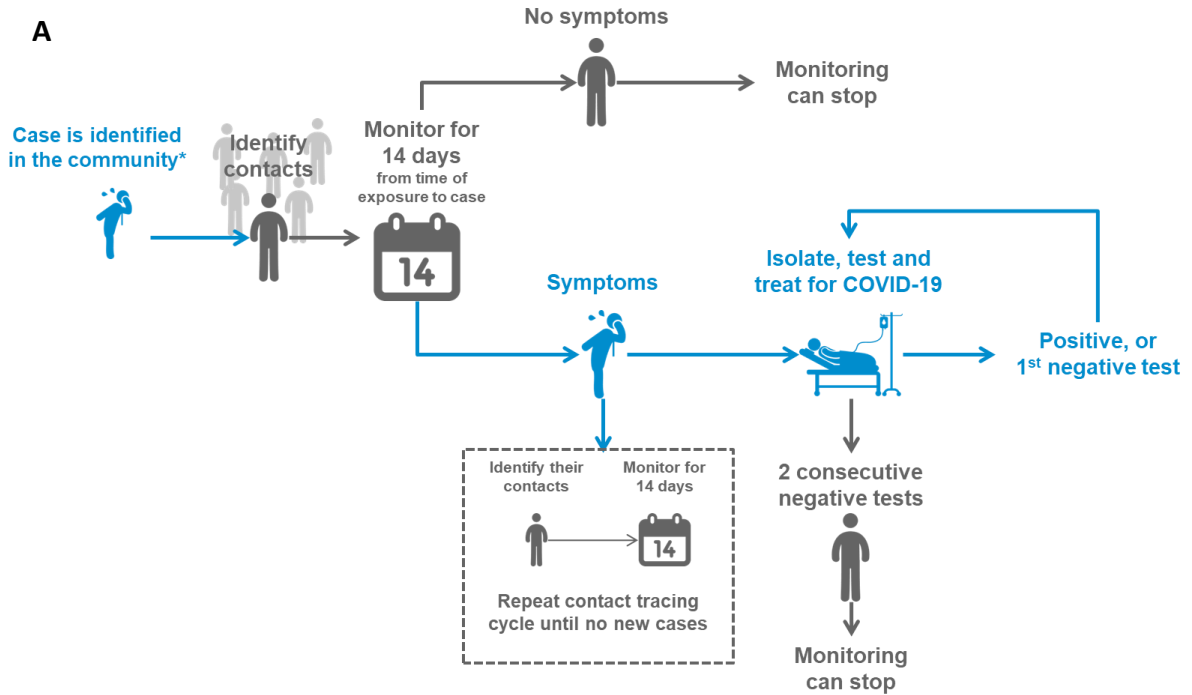 A
No symptoms
Monitoring
can stop
Case is identified
in the community*
Identify
contacts
Monitor for
14 days
from time of
exposure to case
14
Symptoms
Isolate, test and
treat for COVID-19
Positive, or
1st negative test
Identify their
contacts
Monitor for
14 days
14
Repeat contact tracing
cycle until no new cases
2 consecutive
negative tests
Monitoring
can stop